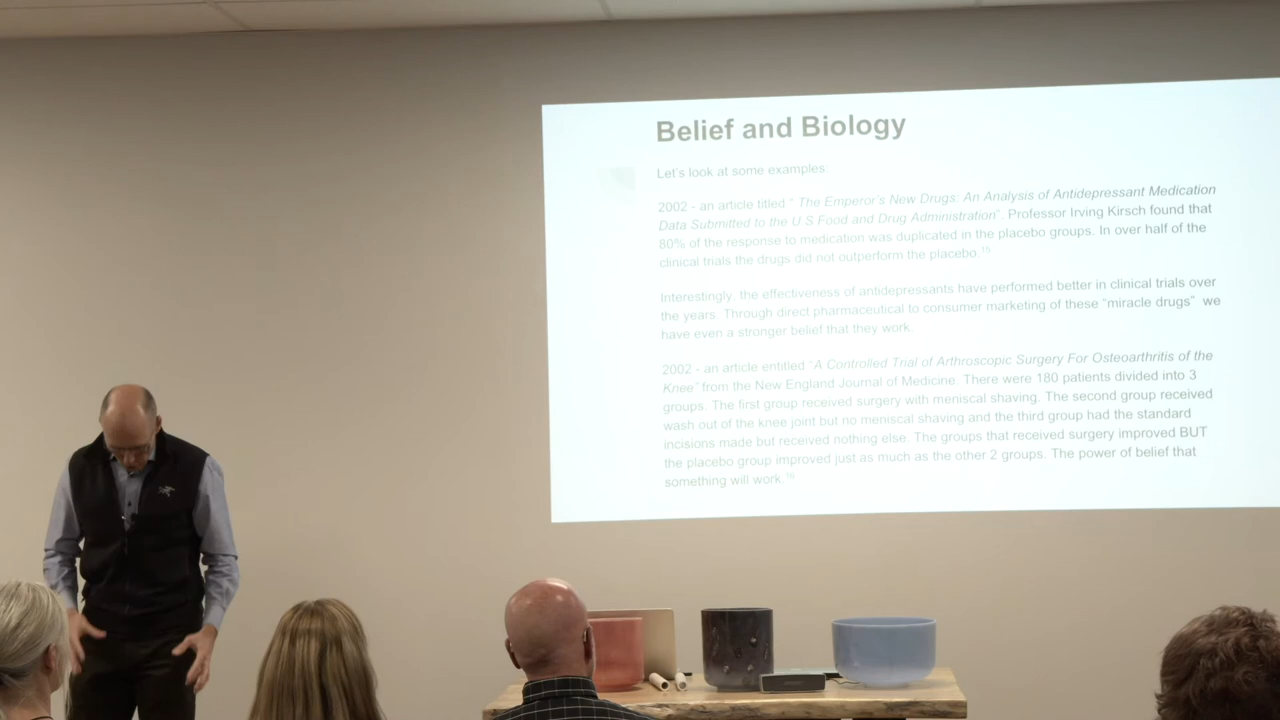 Belief and Biology
Let's look at some examples:
2002 - an article titled " The Emperor's New Drugs: An Analysis of Antidepressant Medication
Data Submitted to the U S Food and Drug Administration". Professor Irving Kirsch found that
80% of the response to medication was duplicated in the placebo groups. In over half of the
clinical trials the drugs did not outperform the placebo.15
Interestingly, the effectiveness of antidepressants have performed better in clinical trials over
the years. Through direct pharmaceutical to consumer marketing of these "miracle drugs" we
have even a stronger belief that they work.
2002 - an article entitled "A Controlled Trial of Arthroscopic Surgery For Osteoarthritis of the
Knee" from the New England Journal of Medicine. There were 180 patients divided into 3
groups. The first group received surgery with meniscal shaving. The second group received
wash out of the knee joint but no meniscal shaving and the third group had the standard
incisions made but received nothing else. The groups that received surgery improved BUT
the placebo group improved just as much as the other 2 groups. The power of belief that
something will work.16